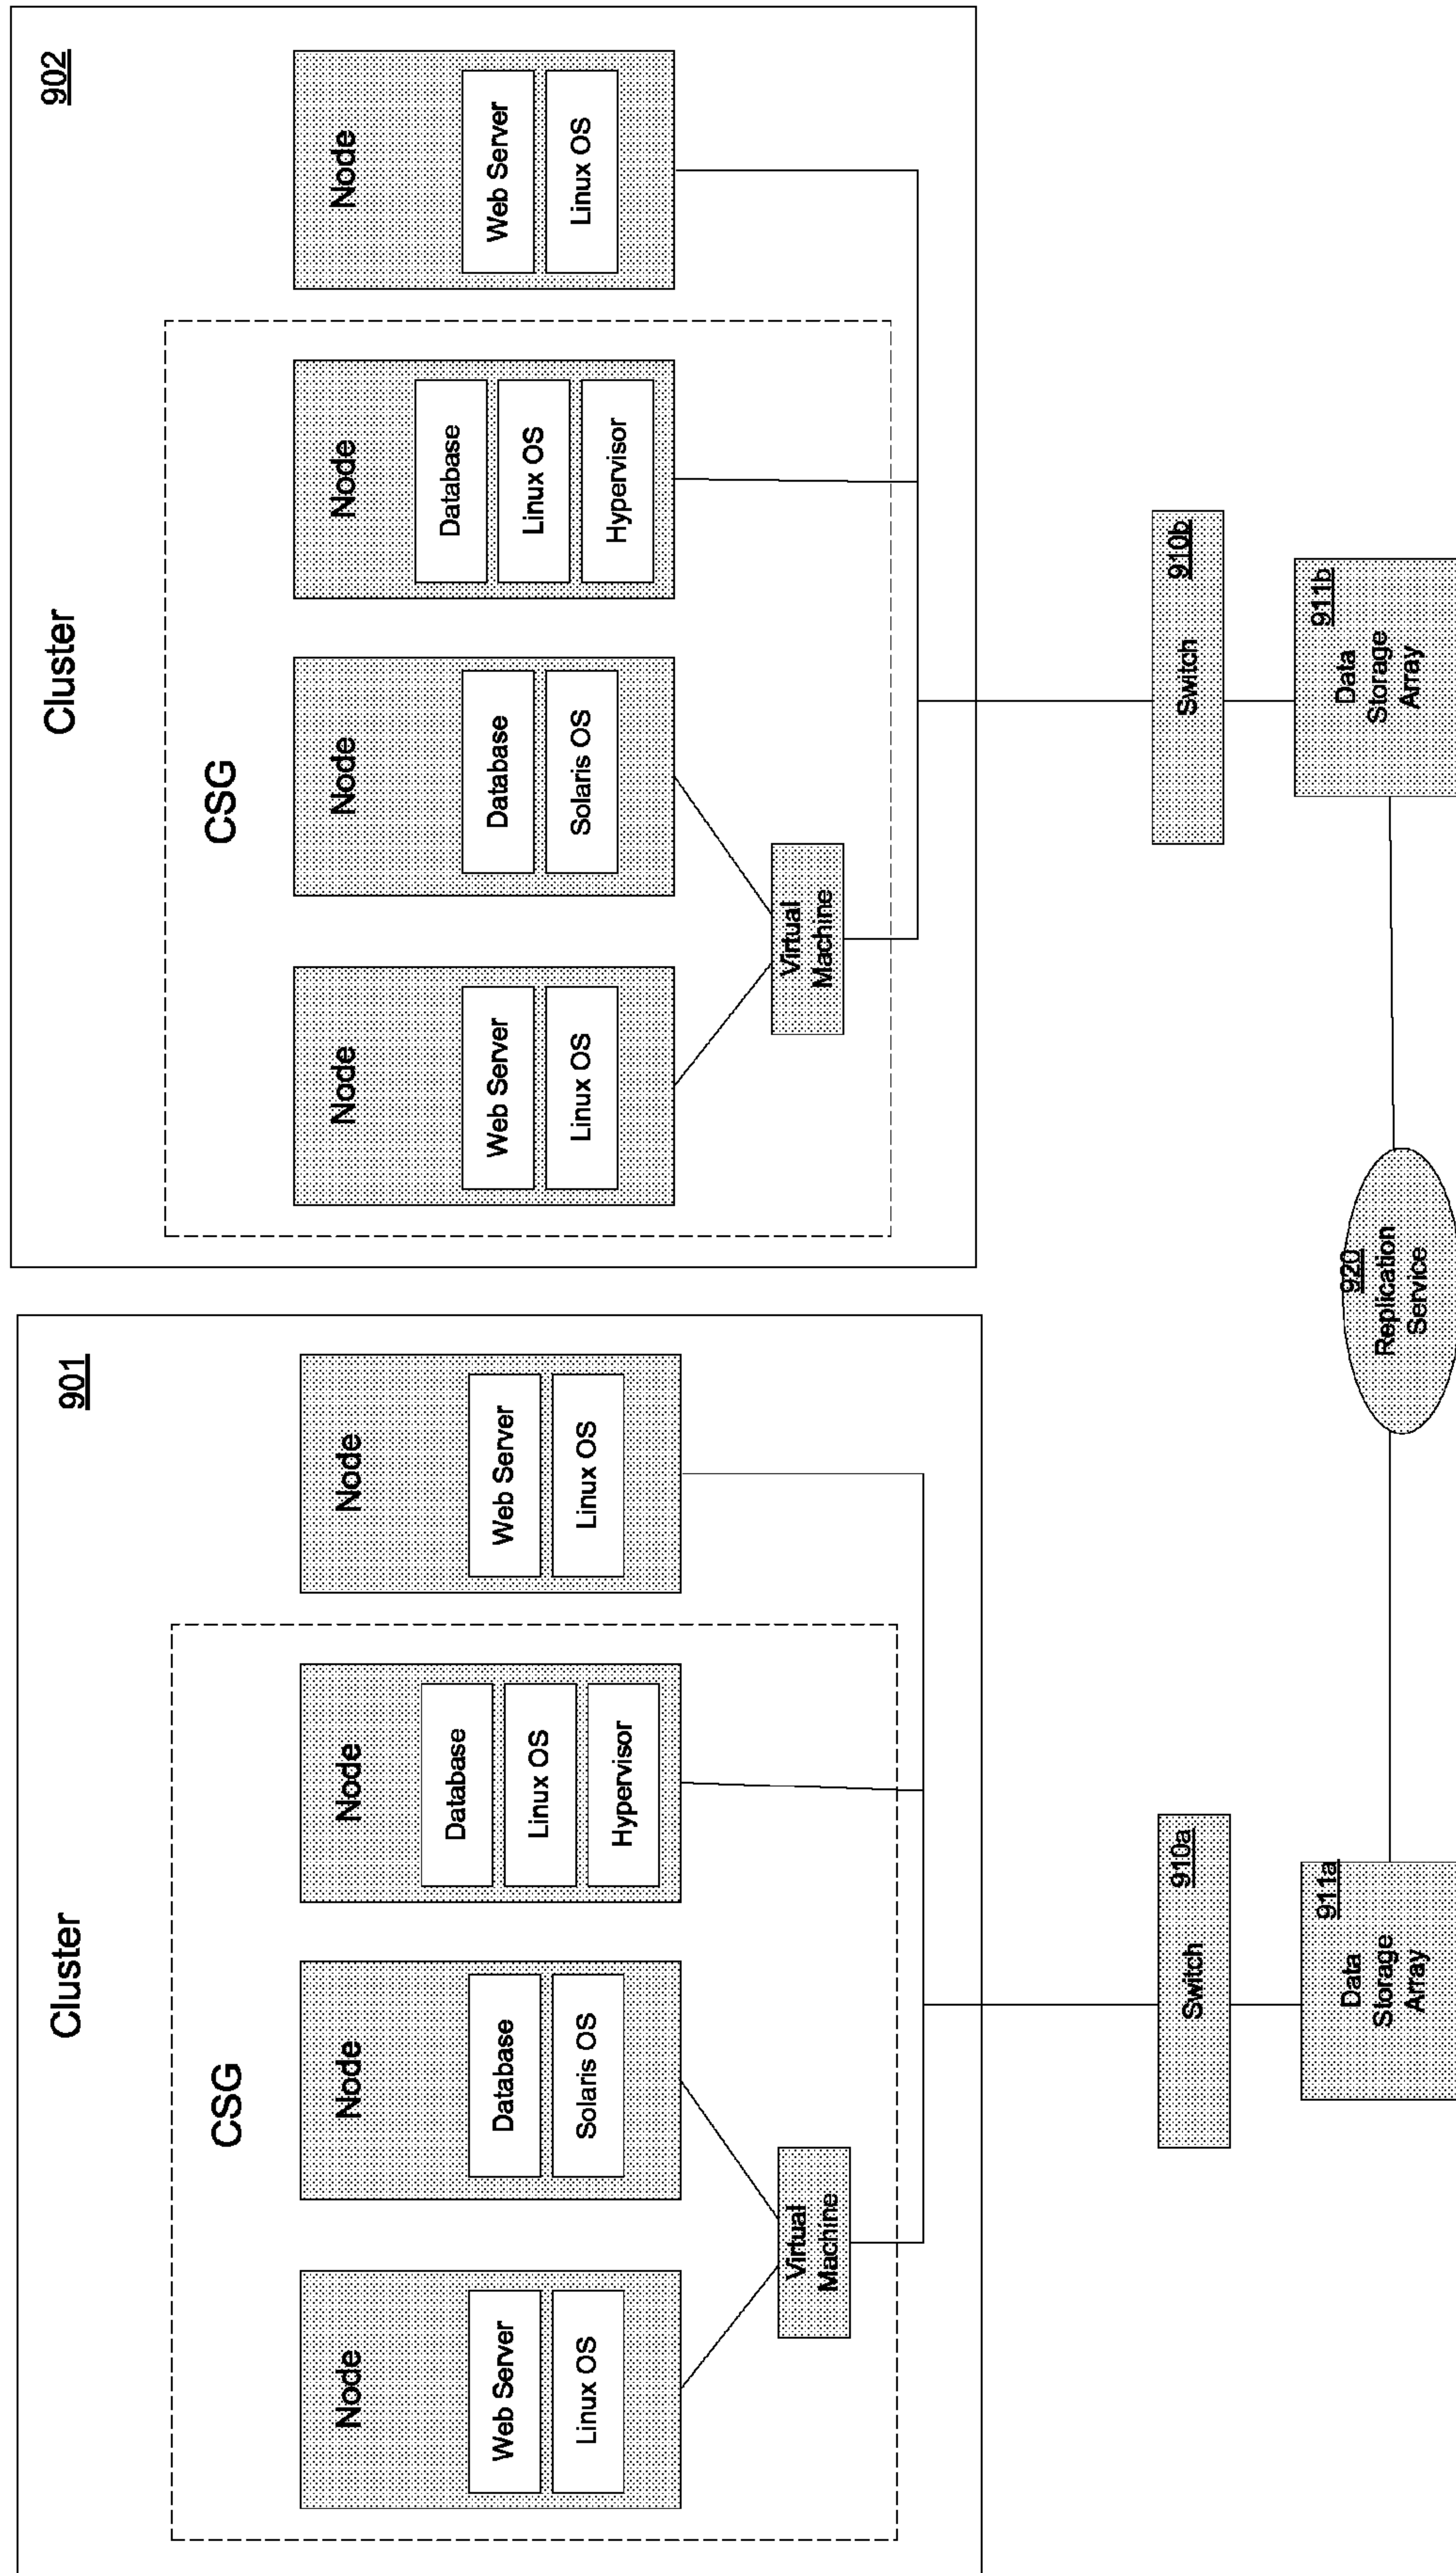 Cluster
901
CSG
Node
Web Server
Linux OS
Node
Database
Solaris OS
Node
Database
Linux OS
Hypervisor
Node
Web Server
Linux OS
Virtual
Machine
910a
Switch
911a
Data
Storage
Array
Cluster
902
CSG
Node
Web Server
Linux OS
Node
Database
Solaris OS
Node
Database
Linux OS
Hypervisor
Node
Web Server
Linux OS
Virtual
Machine
910b
Switch
911b
Data
Storage
Array
920
Replication
Service